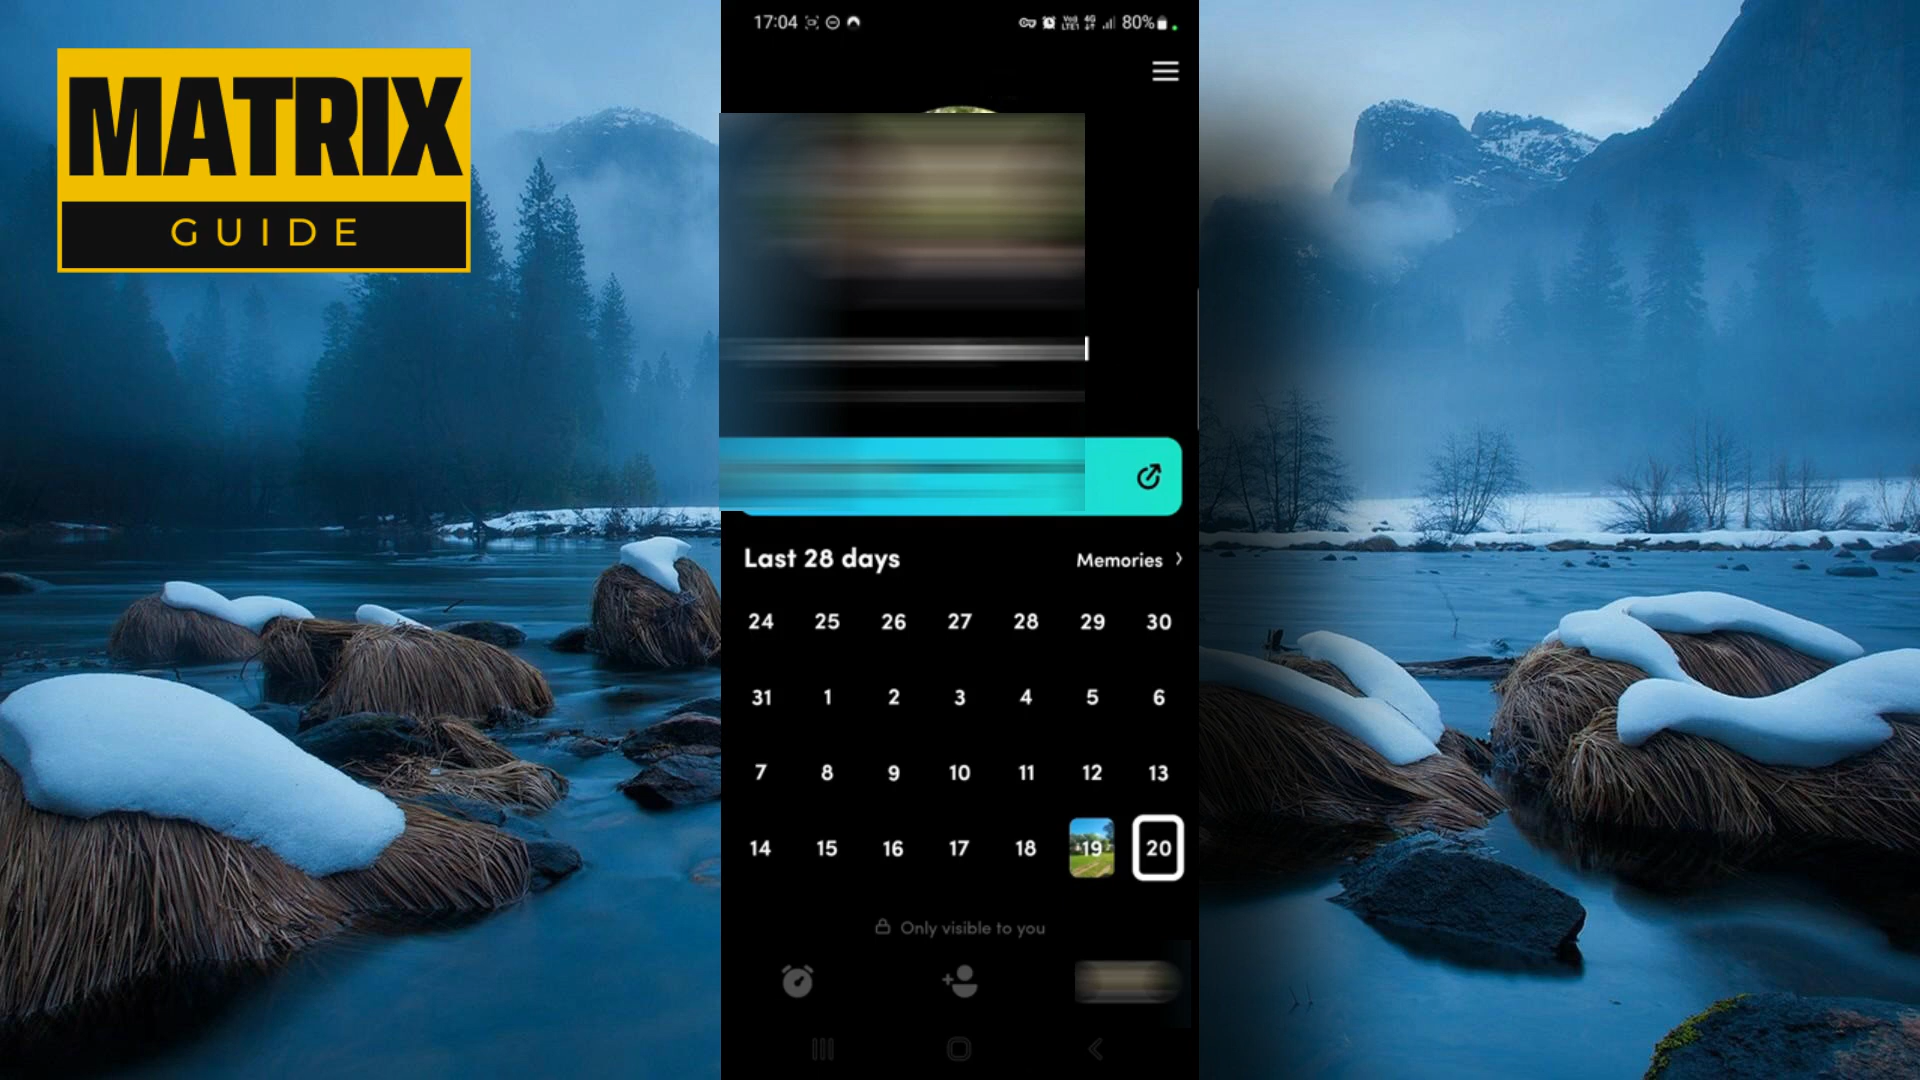 MATRIX
GUIDE
17:04
80%
Last 28 days
Memories
24 25 26 27 28 29 30
31 1 2 3 4 5 6
7 8 9 10 11 12 13
14 15 16 17 18 19 20
Only visible to you